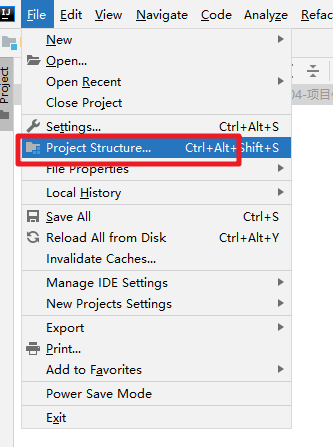 File Edit View Navigate Code Analyze Refact
Project
New
Open...
Open Recent
Close Project
04-项目
Settings... Ctrl+Alt+S
Project Structure... Ctrl+Alt+Shift+S
File Properties
Local History
Save All Ctrl+S
Reload All from Disk Ctrl+Alt+Y
Invalidate Caches...
Manage IDE Settings
New Projects Settings
Export
Print...
Add to Favorites
Power Save Mode
Exit